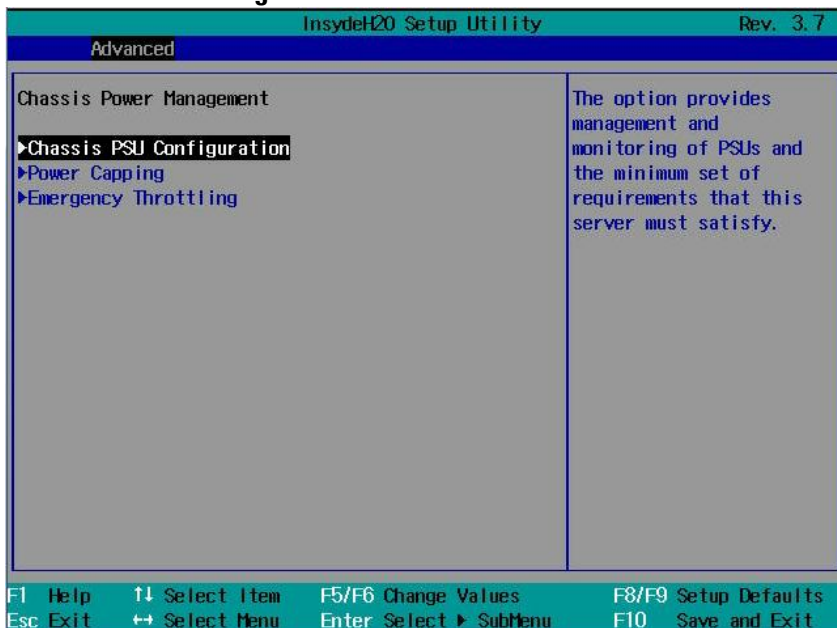 InsydeH20 Setup Utility Rev. 3.7
Advanced
Chassis Power Management
▶Chassis PSU Configuration
▶Power Capping
▶Emergency Throttling
The option provides
management and
monitoring of PSUs and
the minimum set of
requirements that this
server must satisfy.
F1 Help ↑↓ Select Item F5/F6 Change Values F8/F9 Setup Defaults
Esc Exit ↔ Select Menu Enter Select ▶ SubMenu F10 Save and Exit